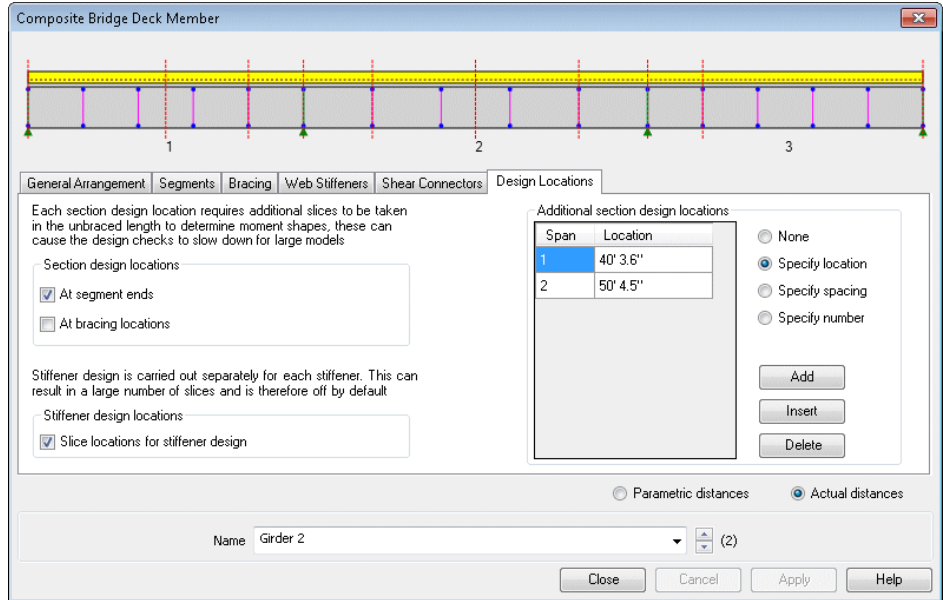 Composite Bridge Deck Member
1 2 3
General Arrangement Segments Bracing Web Stiffeners Shear Connectors Design Locations
Each section design location requires additional slices to be taken
in the unbraced length to determine moment shapes, these can
cause the design checks to slow down for large models
Section design locations
At segment ends
At bracing locations
Stiffener design is carried out separately for each stiffener. This can
result in a large number of slices and is therefore off by default
Stiffener design locations
Slice locations for stiffener design
Additional section design locations
Span Location
1 40' 3.6''
2 50' 4.5''
None
Specify location
Specify spacing
Specify number
Add
Insert
Delete
Parametric distances Actual distances
Name Girder 2 (2)
Close Cancel Apply Help